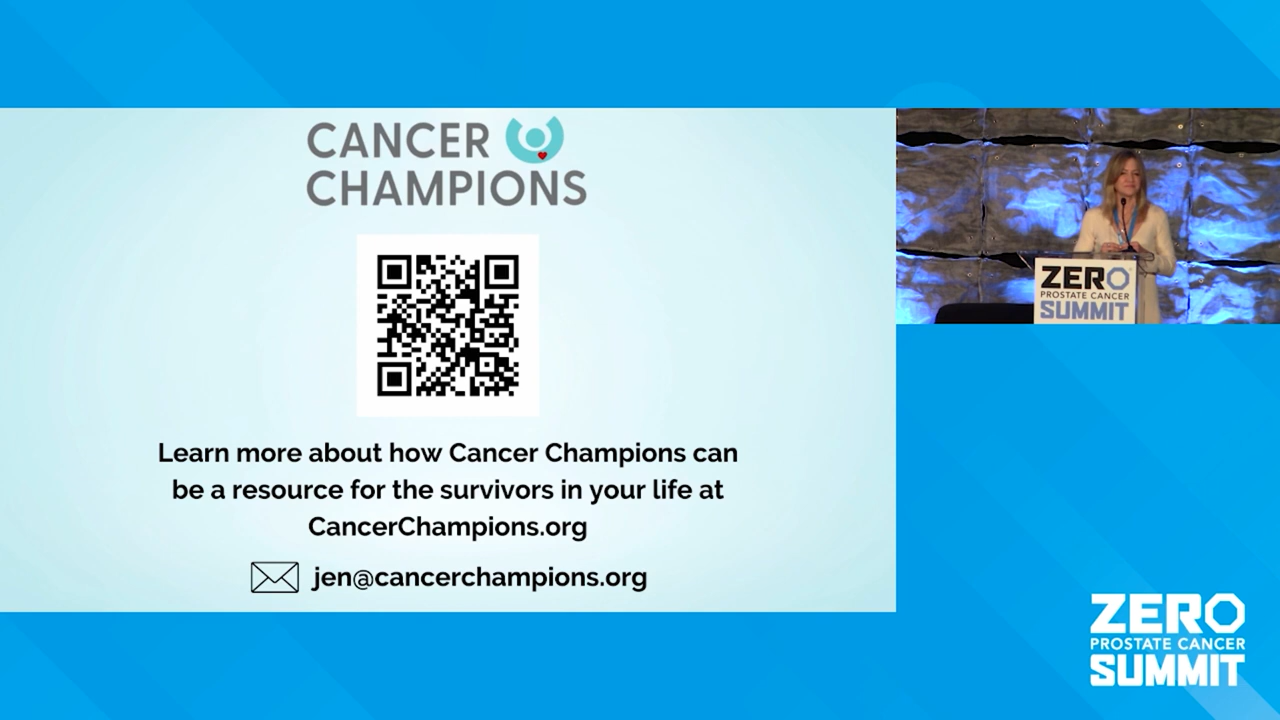 CANCER
CHAMPIONS
Learn more about how Cancer Champions can
be a resource for the survivors in your life at
CancerChampions.org
jen@cancerchampions.org
ZERO
PROSTATE CANCER
SUMMIT
ZERO
PROSTATE CANCER
SUMMIT